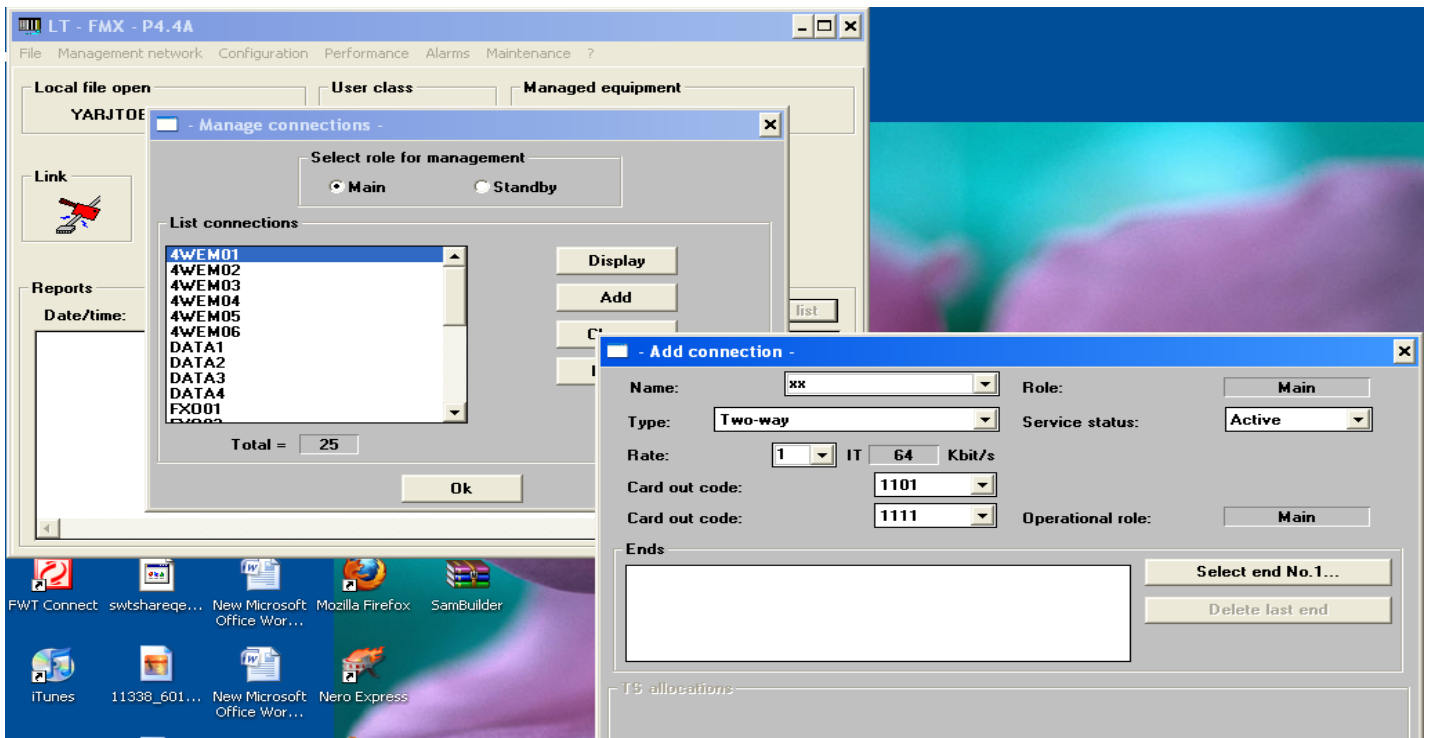 LT - FMX - P4.4A
File Management network Configuration Performance Alarms Maintenance ?
Local file open User class Managed equipment
- Manage connections -
Select role for management
Main Standby
Link
List connections
4WEM01
4WEM02
4WEM03
4WEM04
4WEM05
4WEM06
DATA1
DATA2
DATA3
DATA4
FXO01
Display
Add
Total = 25
Ok
Reports
Date/time:
list
- Add connection -
Name: xx Role: Main
Type: Two-way Service status: Active
Rate: 1 IT 64 Kbit/s
Card out code: 1101
Card out code: 1111 Operational role: Main
Ends
Select end No.1...
Delete last end
TS allocations
FWT Connect swtshareqe... New Microsoft Office Wor... Mozilla Firefox SamBuilder
iTunes 11338_601... New Microsoft Office Wor... Nero Express